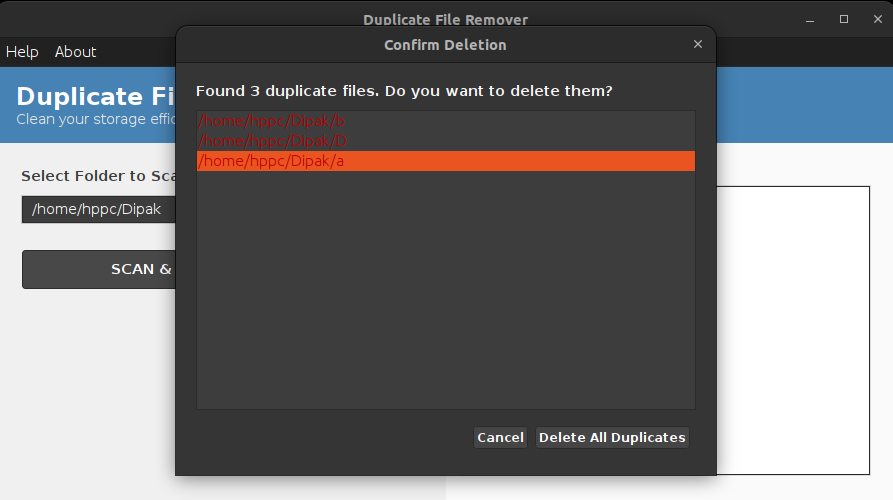 Duplicate File Remover
Confirm Deletion
Help About
Duplicate Fi
Clean your storage effic
Found 3 duplicate files. Do you want to delete them?
/home/hppc/Dipak/b
/home/hppc/Dipak/D
/home/hppc/Dipak/a
Select Folder to Sca
/home/hppc/Dipak
SCAN &
Cancel
Delete All Duplicates